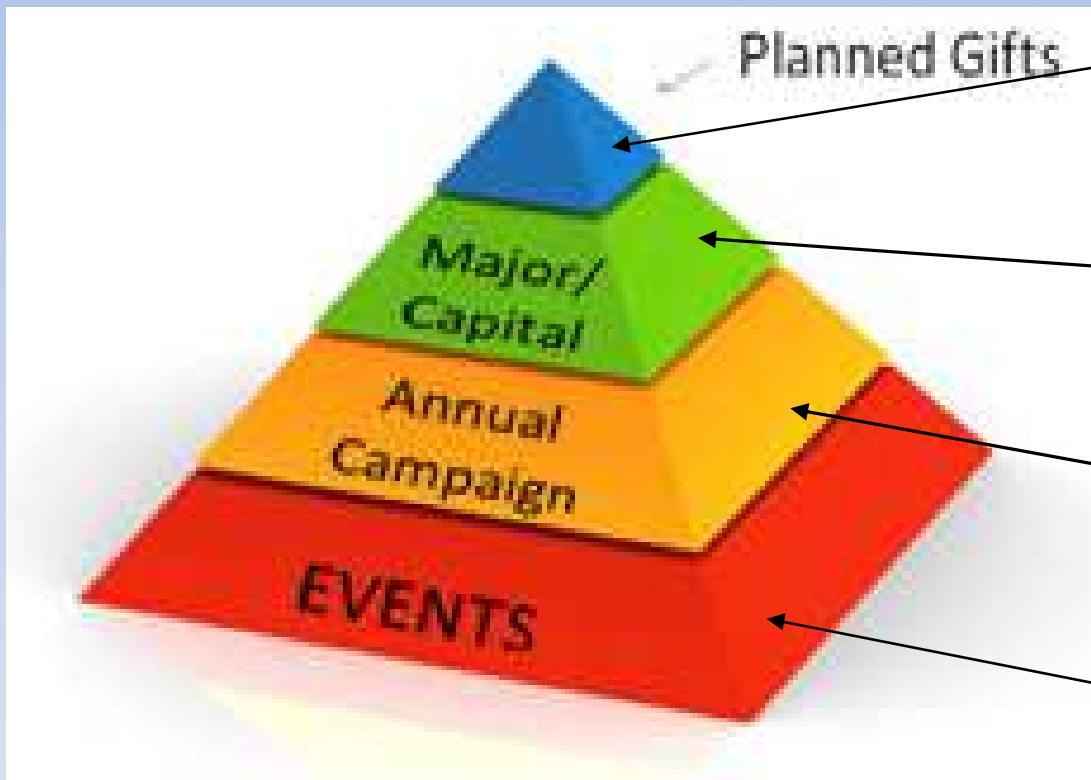 Planned Gifts
Major/
Capital
Annual
Campaign
EVENTS